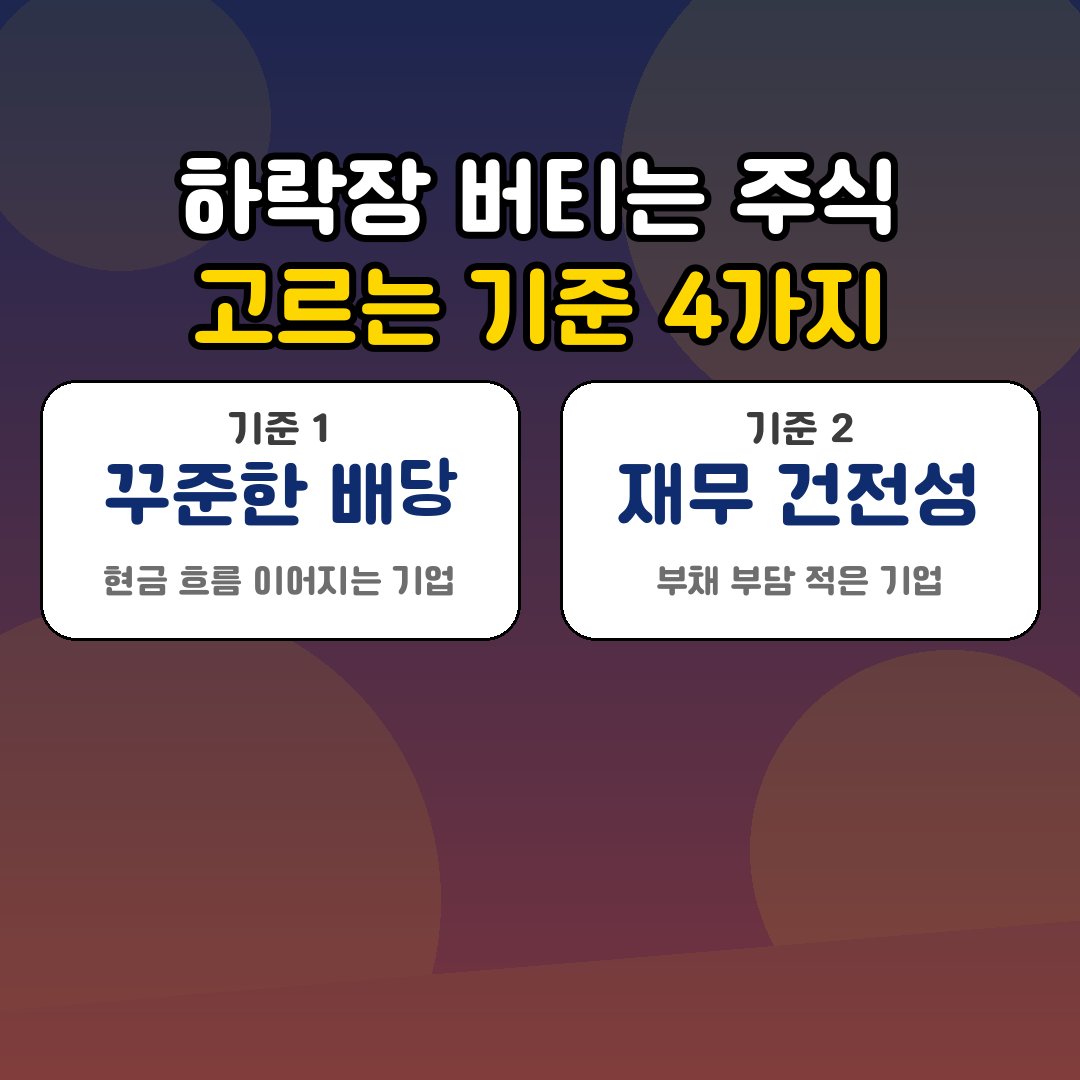 하락장 버티는 주식
고르는 기준 4가지
기준 1
꾸준한 배당
현금 흐름 이어지는 기업
기준 2
재무 건전성
부채 부담 적은 기업